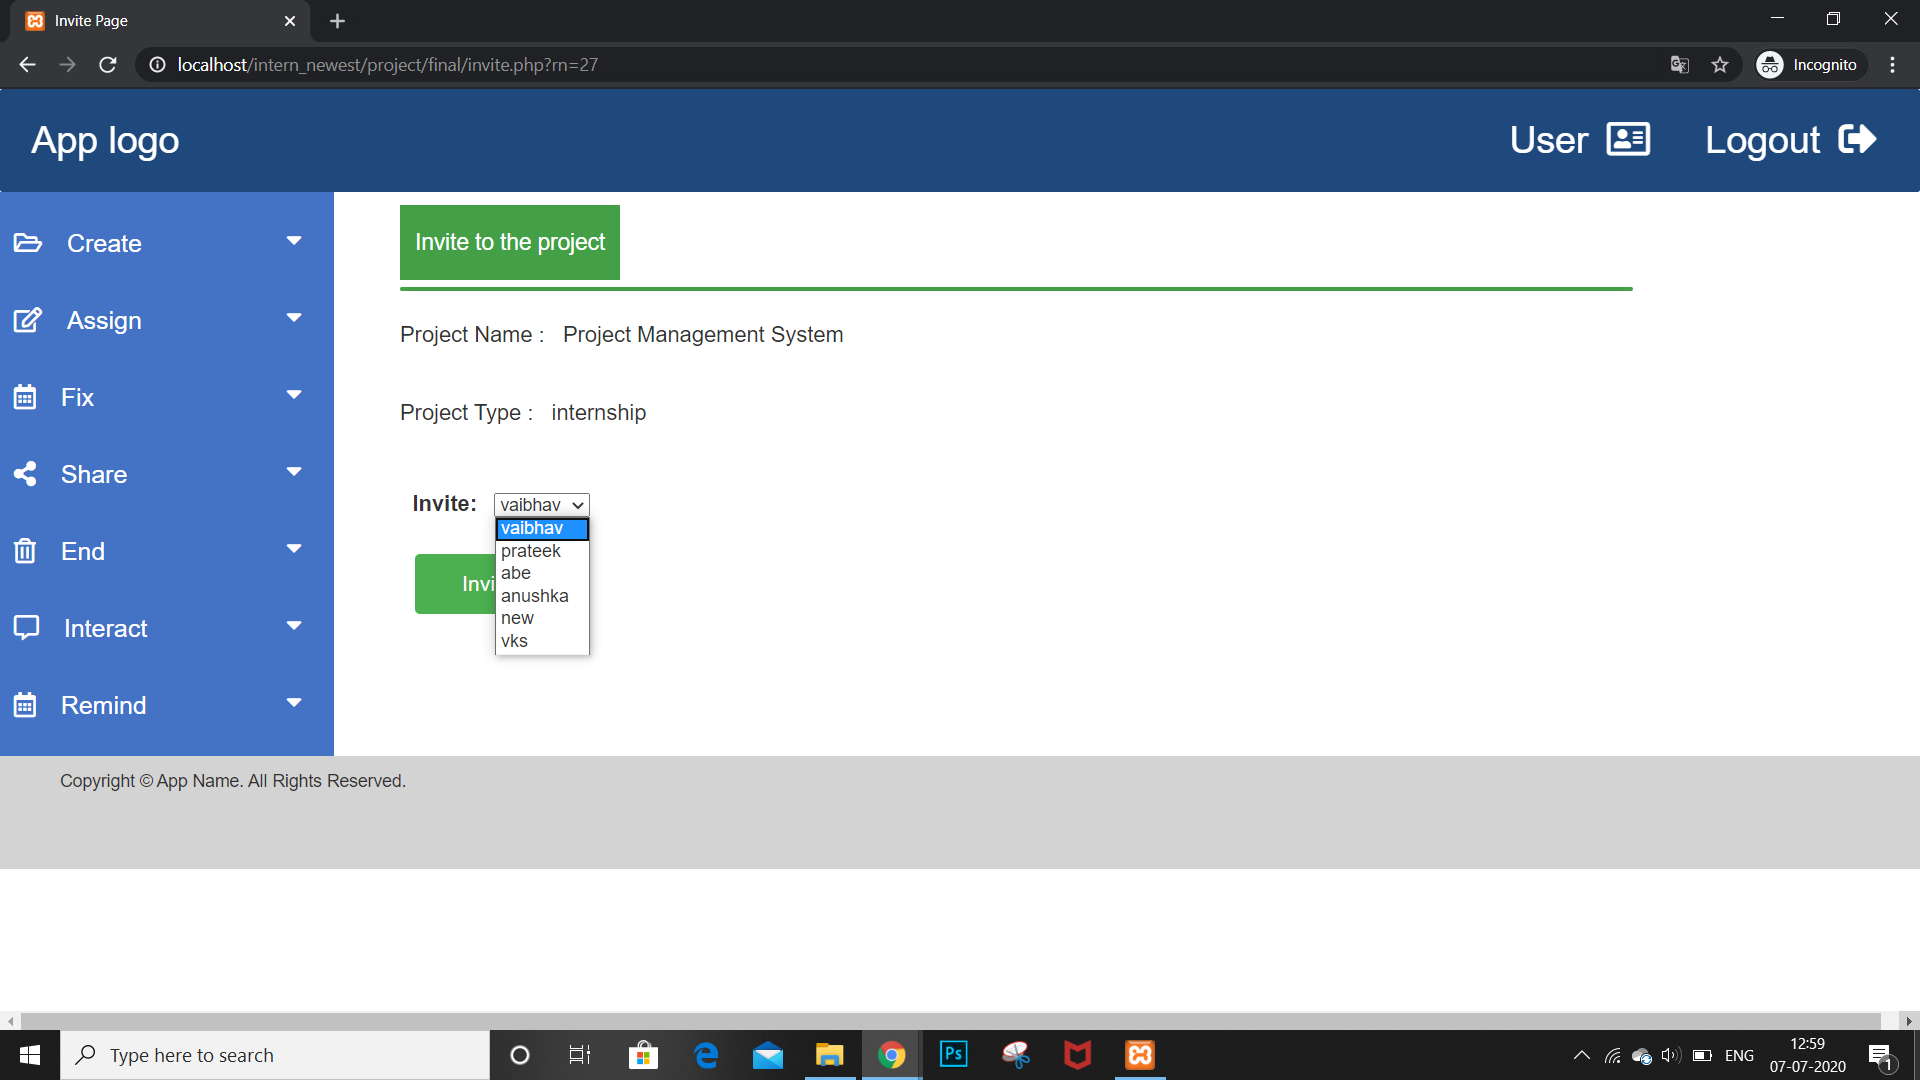 Invite Page
localhost/intern_newest/project/final/invite.php?rn=27
Incognito
App logo
User
Logout
Create
Assign
Fix
Share
End
Interact
Remind
Invite to the project
Project Name : Project Management System
Project Type : internship
Invite: vaibhav
vaibhav
prateek
abe
anushka
new
vks
Invi
Copyright © App Name. All Rights Reserved.
Type here to search
Ps
ENG
12:59
07-07-2020
1